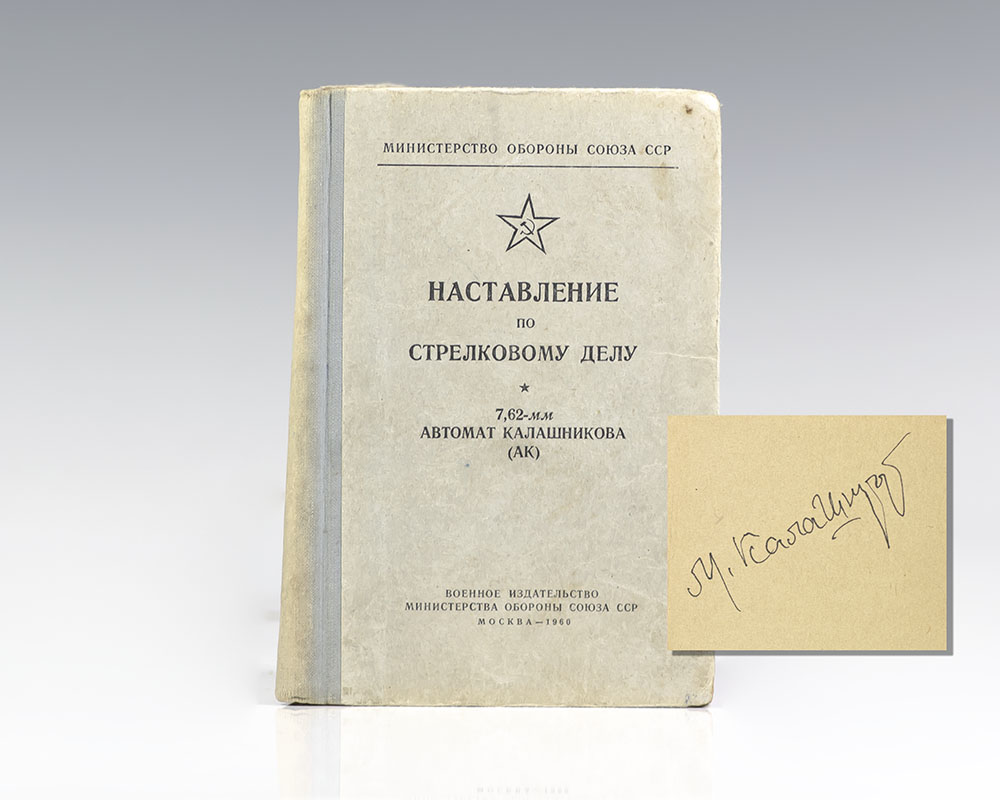 МИНИСТЕРСТВО ОБОРОНЫ СОЮЗА ССР
НАСТАВЛЕНИЕ
ПО
СТРЕЛКОВОМУ ДЕЛУ
7,62-мм
АВТОМАТ КАЛАШНИКОВА
(АК)
ВОЕННОЕ ИЗДАТЕЛЬСТВО
МИНИСТЕРСТВА ОБОРОНЫ СОЮЗА ССР
МОСКВА—1960
М. Калашников